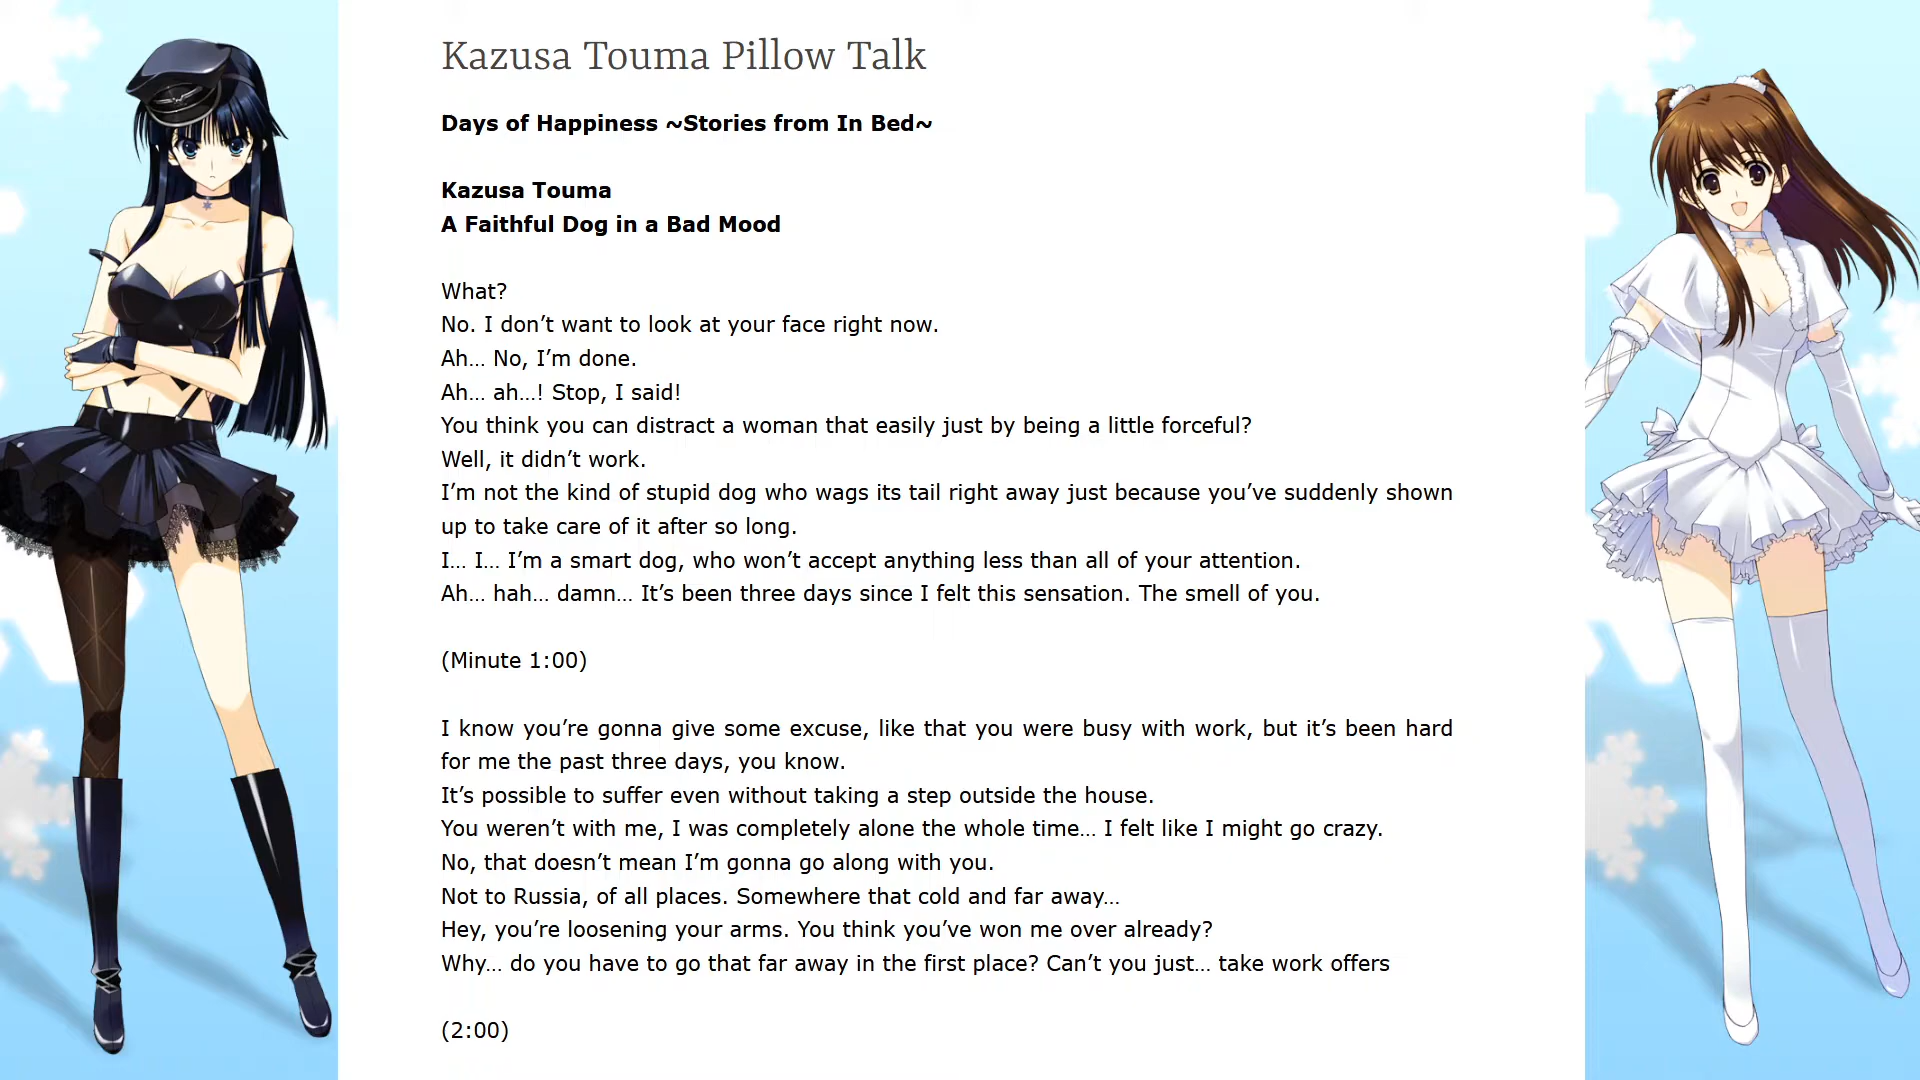 Kazusa Touma Pillow Talk
Days of Happiness ~Stories from In Bed~
Kazusa Touma
A Faithful Dog in a Bad Mood
What?
No. I don’t want to look at your face right now.
Ah… No, I’m done.
Ah… ah…! Stop, I said!
You think you can distract a woman that easily just by being a little forceful?
Well, it didn’t work.
I’m not the kind of stupid dog who wags its tail right away just because you’ve suddenly shown
up to take care of it after so long.
I… I… I’m a smart dog, who won’t accept anything less than all of your attention.
Ah… hah… damn… It’s been three days since I felt this sensation. The smell of you.
(Minute 1:00)
I know you’re gonna give some excuse, like that you were busy with work, but it’s been hard
for me the past three days, you know.
It’s possible to suffer even without taking a step outside the house.
You weren’t with me, I was completely alone the whole time… I felt like I might go crazy.
No, that doesn’t mean I’m gonna go along with you.
Not to Russia, of all places. Somewhere that cold and far away…
Hey, you’re loosening your arms. You think you’ve won me over already?
Why… do you have to go that far away in the first place? Can’t you just… take work offers
(2:00)